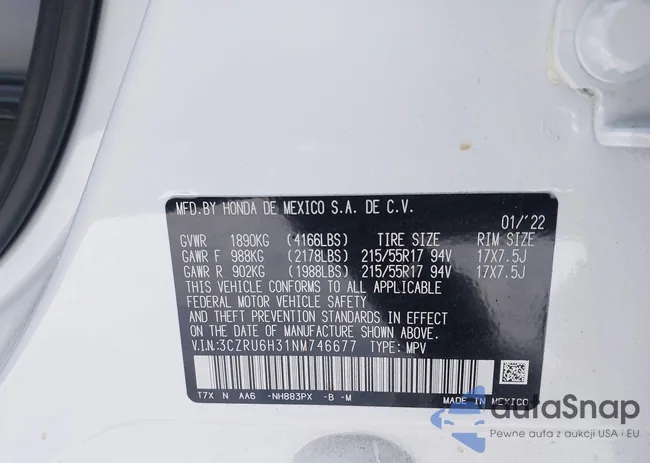 MFD.BY HONDA DE MEXICO S.A. DE C.V.
01/'22
GVWR 1890KG (4166LBS) TIRE SIZE RIM SIZE
GAWR F 988KG (2178LBS) 215/55R17 94V 17X7.5J
GAWR R 902KG (1988LBS) 215/55R17 94V 17X7.5J
THIS VEHICLE CONFORMS TO ALL APPLICABLE
FEDERAL MOTOR VEHICLE SAFETY
AND THEFT PREVENTION STANDARDS IN EFFECT
ON THE DATE OF MANUFACTURE SHOWN ABOVE.
V.I.N.:3CZRU6H31NM746677 TYPE: MPV
T7X N AA6 -NH883PX -B -M
MADE IN MEXICO
autaSnap
Pewne auta z aukcji USA i EU